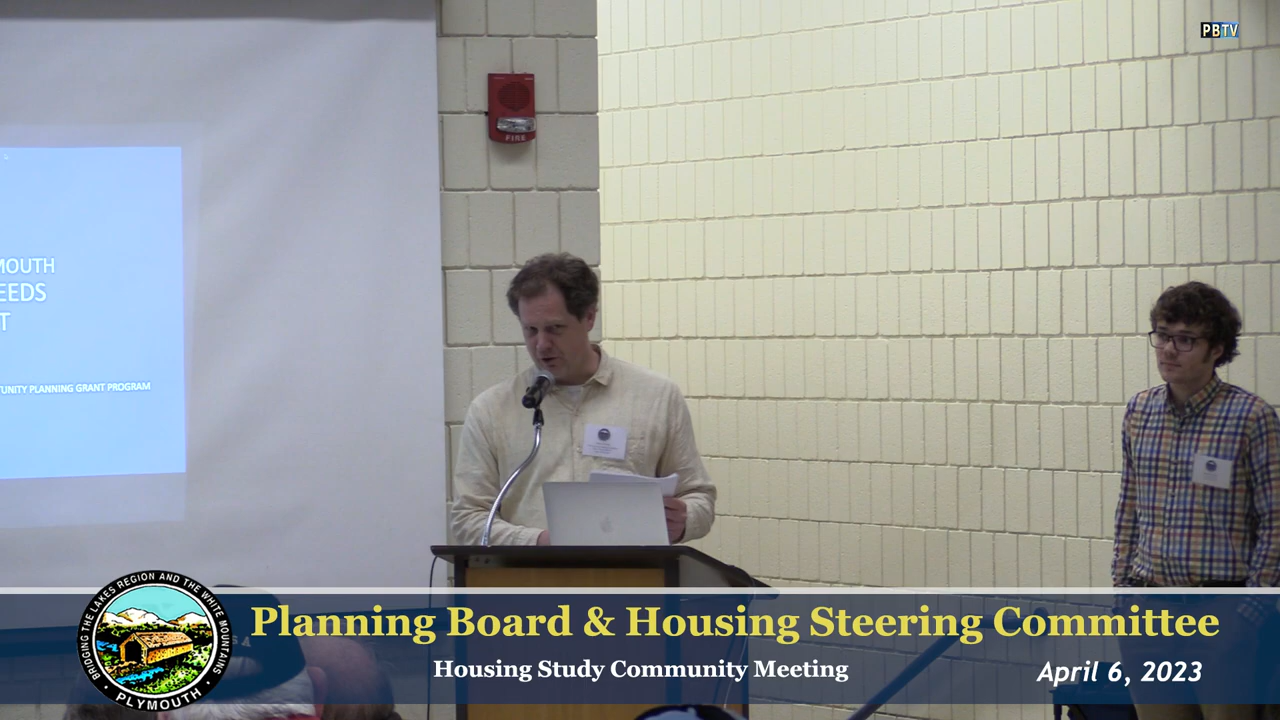 PBTV
FIRE
MOUTH
EEDS
T
UNITY PLANNING GRANT PROGRAM
Planning Board & Housing Steering Committee
Housing Study Community Meeting
April 6, 2023
BRIDGING THE LAKES REGION AND THE WHITE MOUNTAINS
PLYMOUTH